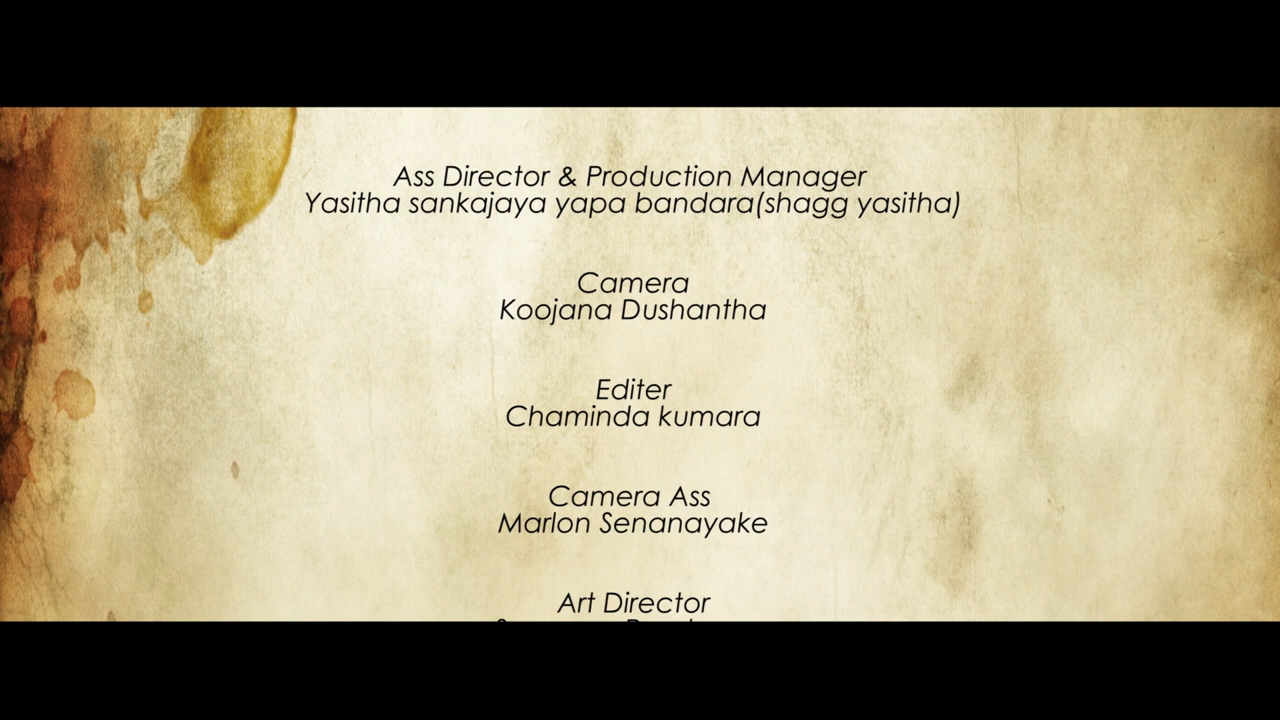 Ass Director & Production Manager
Yasitha sankajaya yapa bandara(shagg yasitha)
Camera
Koojana Dushantha
Editer
Chaminda kumara
Camera Ass
Marlon Senanayake
Art Director